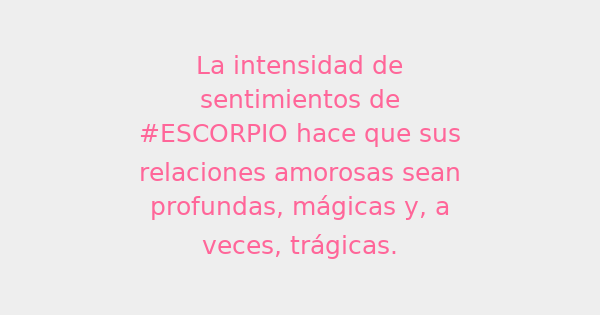 La intensidad de
sentimientos de
#ESCORPIO hace que sus
relaciones amorosas sean
profundas, mágicas y, a
veces, trágicas.